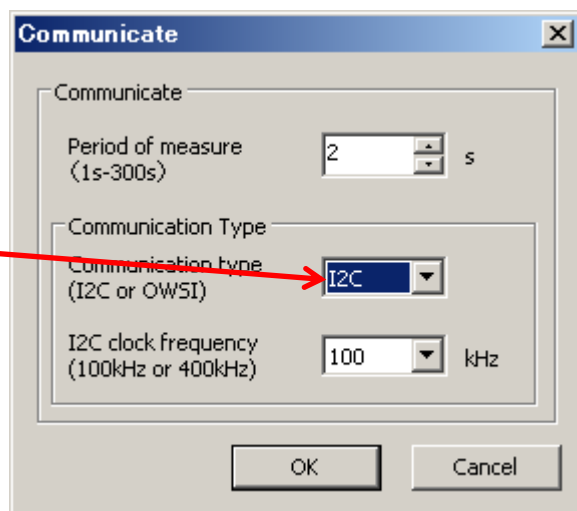 Communicate
Communicate
Period of measure
(1s-300s)
2
s
Communication Type
Communication type
(I2C or OWSI)
I2C
I2C clock frequency
(100kHz or 400kHz)
100
kHz
OK
Cancel